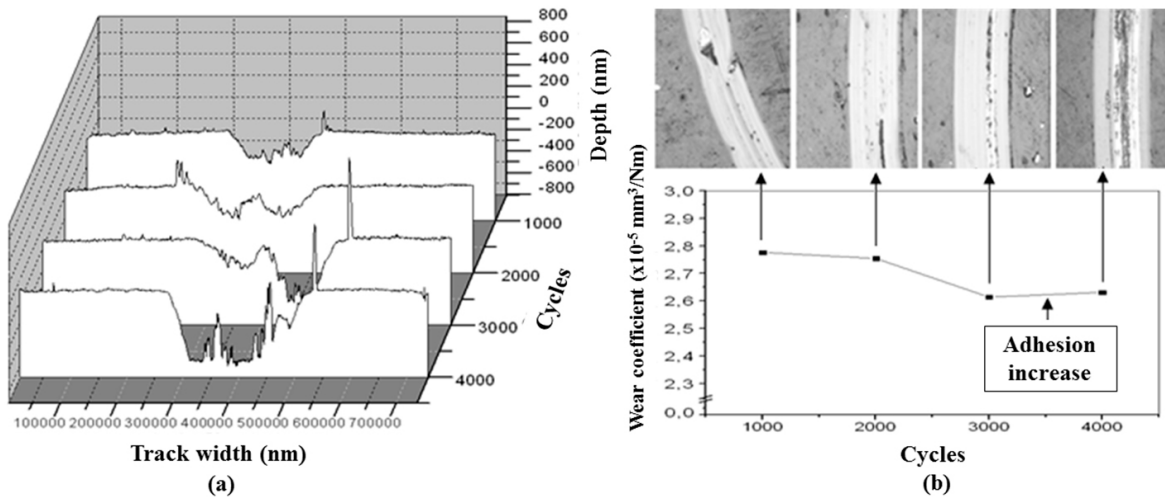 800
600
400
200
0
-200
-400
-600
-800
Depth (nm)
1000
2000
3000
4000
Cycles
100000 200000 300000 400000 500000 600000 700000
Track width (nm)
(a)
Wear coefficient (x10⁻⁵ mm³/Nm)
3,0
2,9
2,8
2,7
2,6
2,5
2,4
2,3
0,0
Adhesion
increase
1000 2000 3000 4000
Cycles
(b)